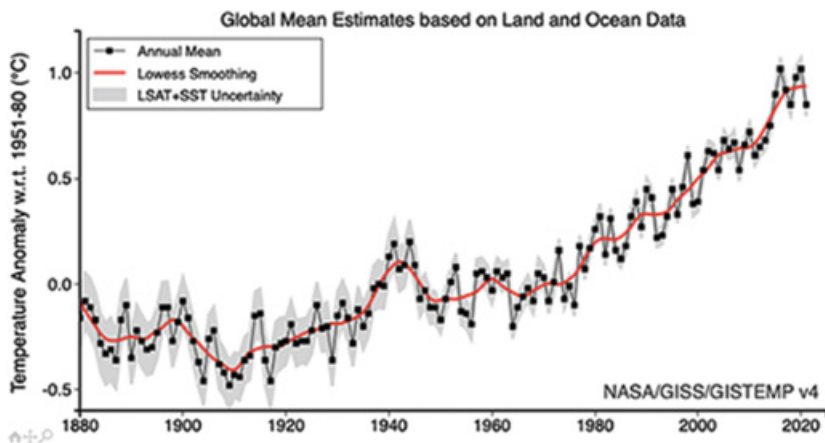 Global Mean Estimates based on Land and Ocean Data
Annual Mean
Lowess Smoothing
LSAT+SST Uncertainty
Temperature Anomaly w.r.t. 1951-80 (°C)
1.0
0.5
0.0
-0.5
NASA/GISS/GISTEMP v4
1880 1900 1920 1940 1960 1980 2000 2020